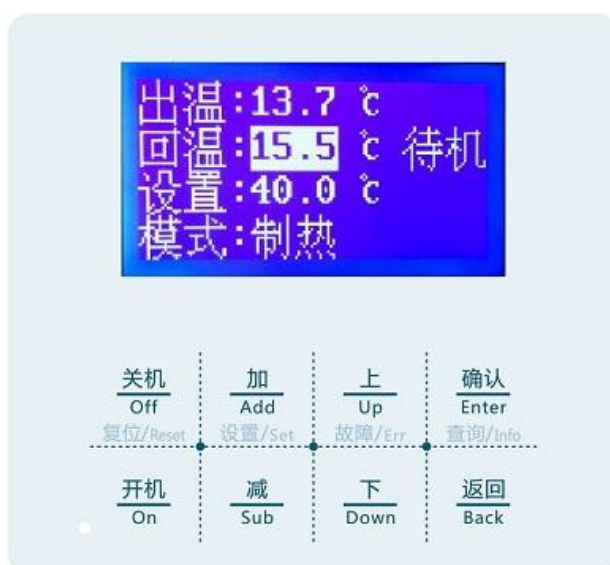 出温:13.7 ℃
回温:15.5 ℃ 待机
设置:40.0 ℃
模式:制热
关机 加 上 确认
Off Add Up Enter
复位/Reset 设置/Set 故障/Err 查询/Info
开机 减 下 返回
On Sub Down Back